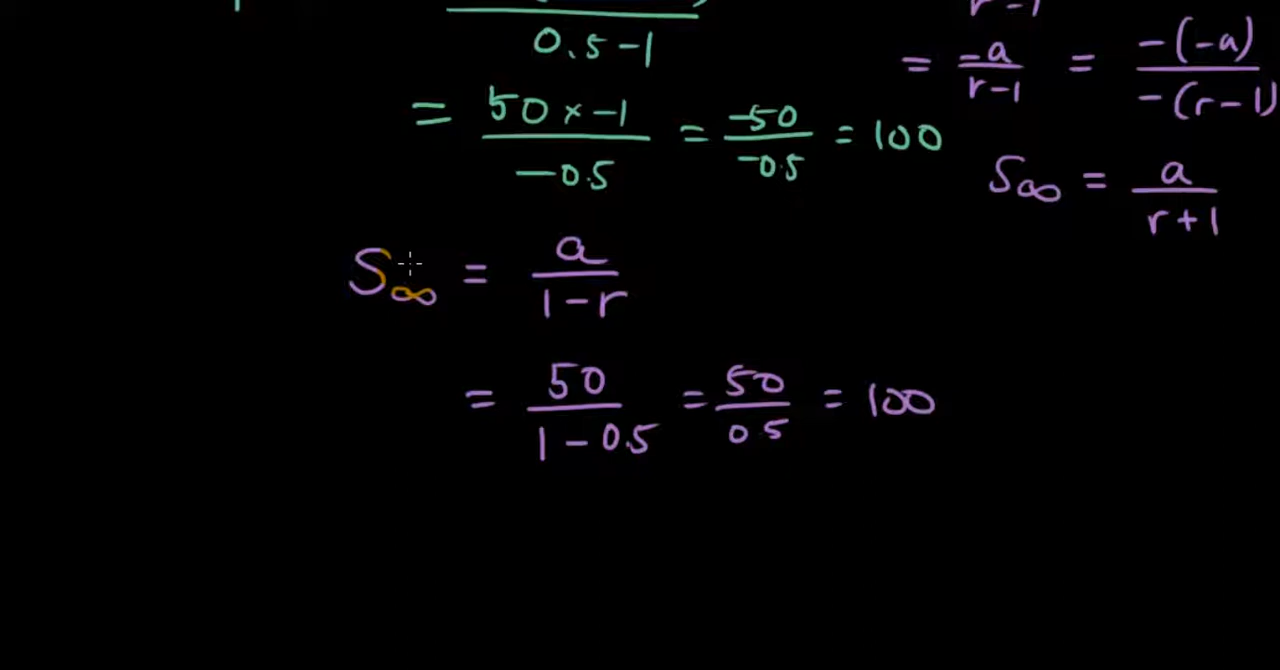 0.5-1
= 50 × -1 / -0.5 = -50 / -0.5 = 100
S∞ = a / 1-r
= 50 / 1-0.5 = 50 / 0.5 = 100
r-1
= -a / r-1 = -(-a) / -(r-1)
S∞ = a / r+1